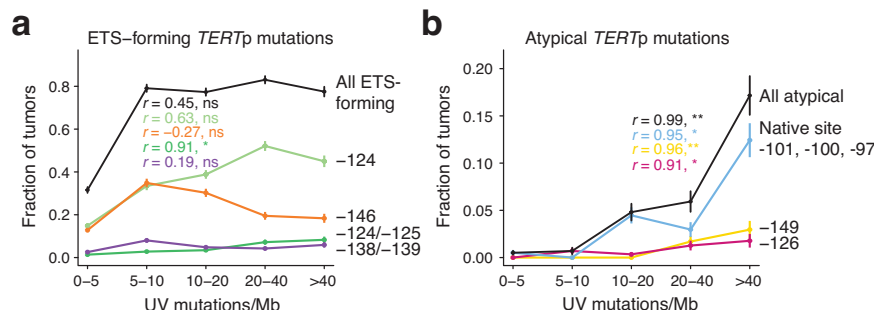 a
ETS−forming TERTp mutations
Fraction of tumors
0.8
0.6
0.4
0.2
0.0
r = 0.45, ns
r = 0.63, ns
r = −0.27, ns
r = 0.91, *
r = 0.19, ns
All ETS-
forming
−124
−146
−124/−125
−138/−139
0−5
5−10
10−20
20−40
>40
UV mutations/Mb
b
Atypical TERTp mutations
Fraction of tumors
0.20
0.15
0.10
0.05
0.00
r = 0.99, **
r = 0.95, *
r = 0.96, **
r = 0.91, *
All atypical
Native site
-101, -100, -97
−149
−126
0−5
5−10
10−20
20−40
>40
UV mutations/Mb